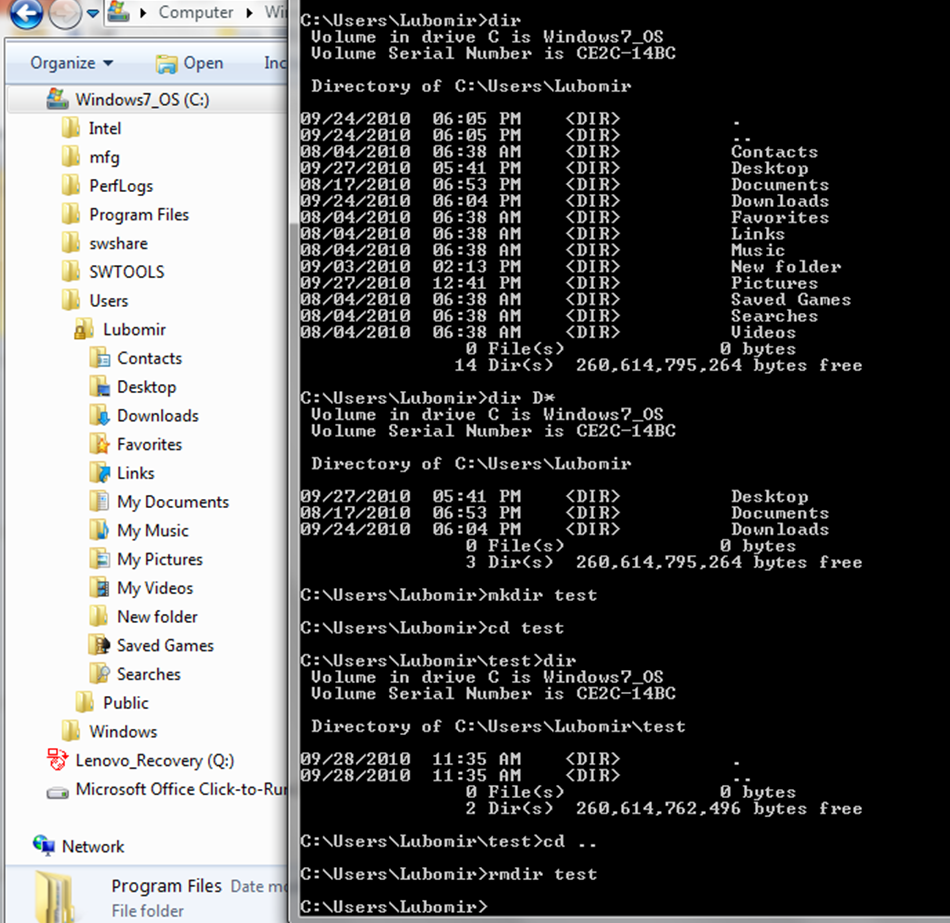 Computer
Organize
Open
Windows7_OS (C:)
Intel
mfg
PerfLogs
Program Files
swshare
SWTOOLS
Users
Lubomir
Contacts
Desktop
Downloads
Favorites
Links
My Documents
My Music
My Pictures
My Videos
New folder
Saved Games
Searches
Public
Windows
Lenovo_Recovery (Q:)
Microsoft Office Click-to-Run
Network
Program Files Date mo
File folder
C:\Users\Lubomir>dir
Volume in drive C is Windows7_OS
Volume Serial Number is CE2C-14BC
Directory of C:\Users\Lubomir
09/24/2010 06:05 PM <DIR> .
09/24/2010 06:05 PM <DIR> ..
08/04/2010 06:38 AM <DIR> Contacts
09/27/2010 05:41 PM <DIR> Desktop
08/17/2010 06:53 PM <DIR> Documents
09/24/2010 06:04 PM <DIR> Downloads
08/04/2010 06:38 AM <DIR> Favorites
08/04/2010 06:38 AM <DIR> Links
08/04/2010 06:38 AM <DIR> Music
09/03/2010 02:13 PM <DIR> New folder
09/27/2010 12:41 PM <DIR> Pictures
08/04/2010 06:38 AM <DIR> Saved Games
08/04/2010 06:38 AM <DIR> Searches
08/04/2010 06:38 AM <DIR> Videos
0 File(s) 0 bytes
14 Dir(s) 260,614,795,264 bytes free
C:\Users\Lubomir>dir D*
Volume in drive C is Windows7_OS
Volume Serial Number is CE2C-14BC
Directory of C:\Users\Lubomir
09/27/2010 05:41 PM <DIR> Desktop
08/17/2010 06:53 PM <DIR> Documents
09/24/2010 06:04 PM <DIR> Downloads
0 File(s) 0 bytes
3 Dir(s) 260,614,795,264 bytes free
C:\Users\Lubomir>mkdir test
C:\Users\Lubomir>cd test
C:\Users\Lubomir\test>dir
Volume in drive C is Windows7_OS
Volume Serial Number is CE2C-14BC
Directory of C:\Users\Lubomir\test
09/28/2010 11:35 AM <DIR> .
09/28/2010 11:35 AM <DIR> ..
0 File(s) 0 bytes
2 Dir(s) 260,614,762,496 bytes free
C:\Users\Lubomir\test>cd ..
C:\Users\Lubomir>rmdir test
C:\Users\Lubomir>